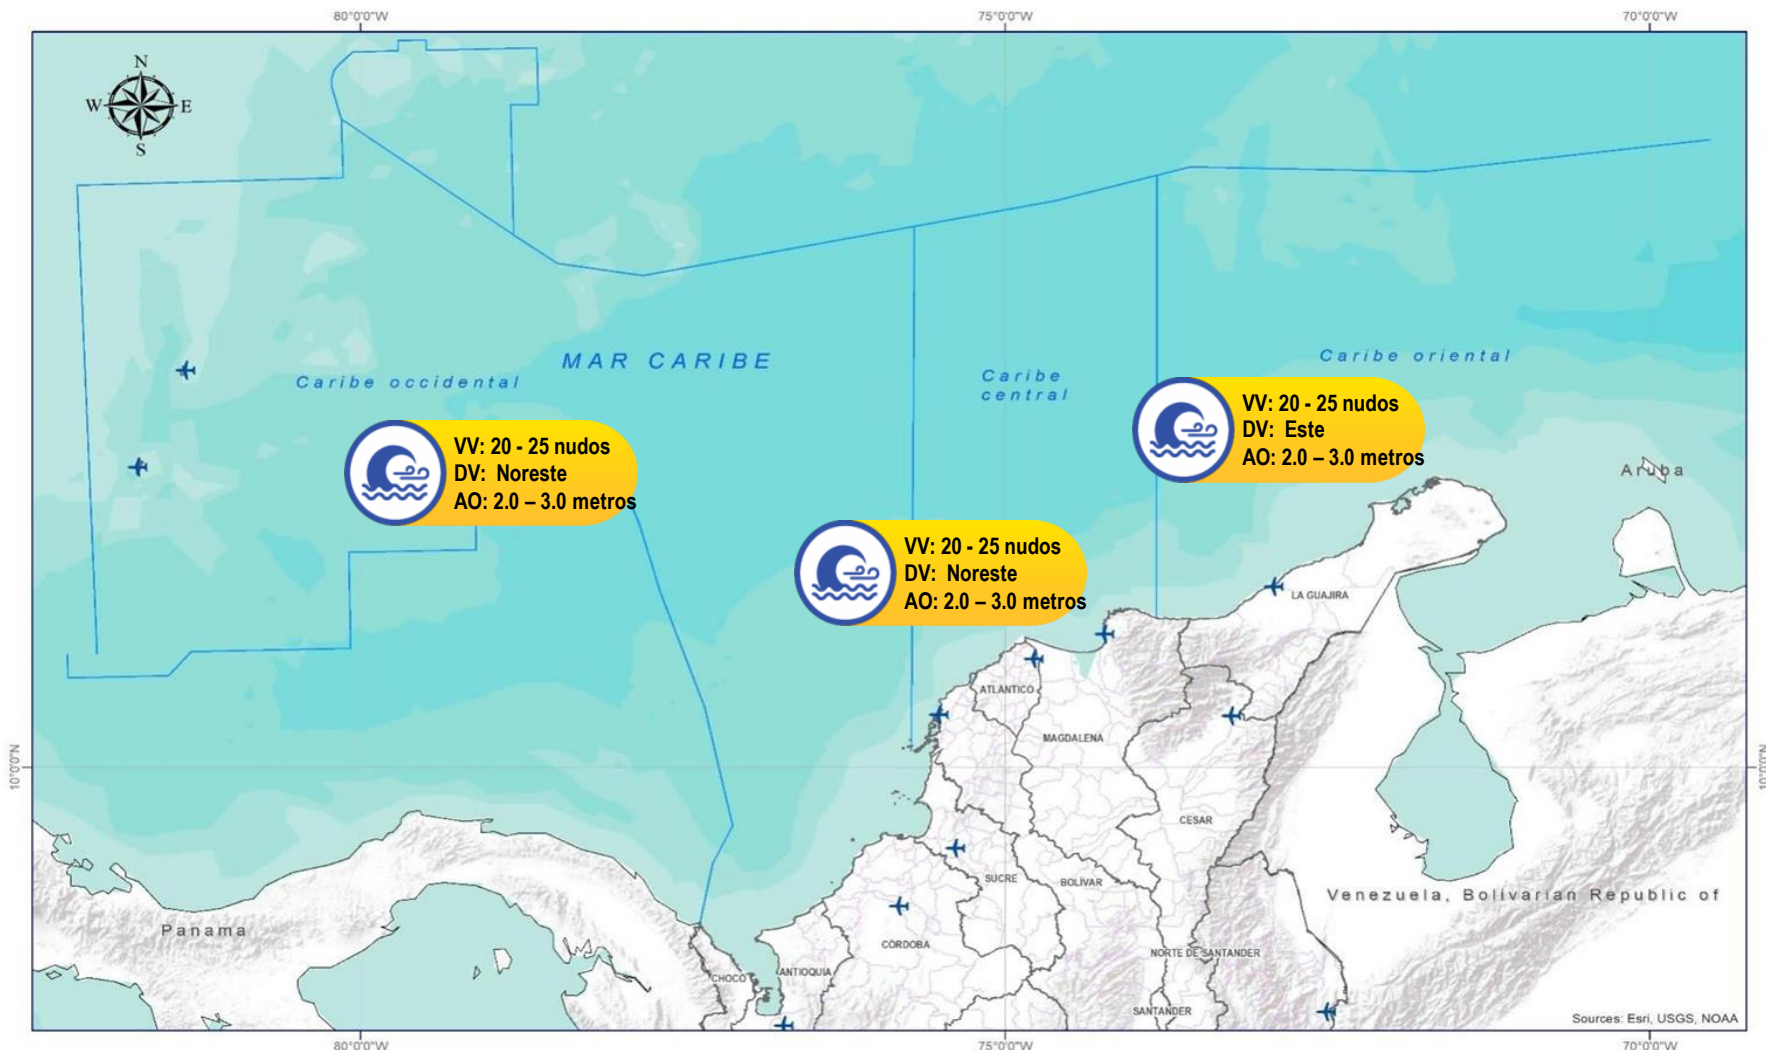 80°0'0"W
75°0'0"W
70°0'0"W
N
W
E
S
MAR CARIBE
Caribe occidental
Caribe
central
Caribe oriental
VV: 20 - 25 nudos
DV: Este
AO: 2.0 – 3.0 metros
VV: 20 - 25 nudos
DV: Noreste
AO: 2.0 – 3.0 metros
Aruba
VV: 20 - 25 nudos
DV: Noreste
AO: 2.0 – 3.0 metros
LA GUAJIRA
ATLÁNTICO
MAGDALENA
10°0'0"N
10°0'0"N
CESAR
SUCRE
BOLÍVAR
Venezuela, Bolivarian Republic of
Panama
CÓRDOBA
NORTE DE SANTANDER
CHOCO
ANTIOQUIA
SANTANDER
Sources: Esri, USGS, NOAA
80°0'0"W
75°0'0"W
70°0'0"W